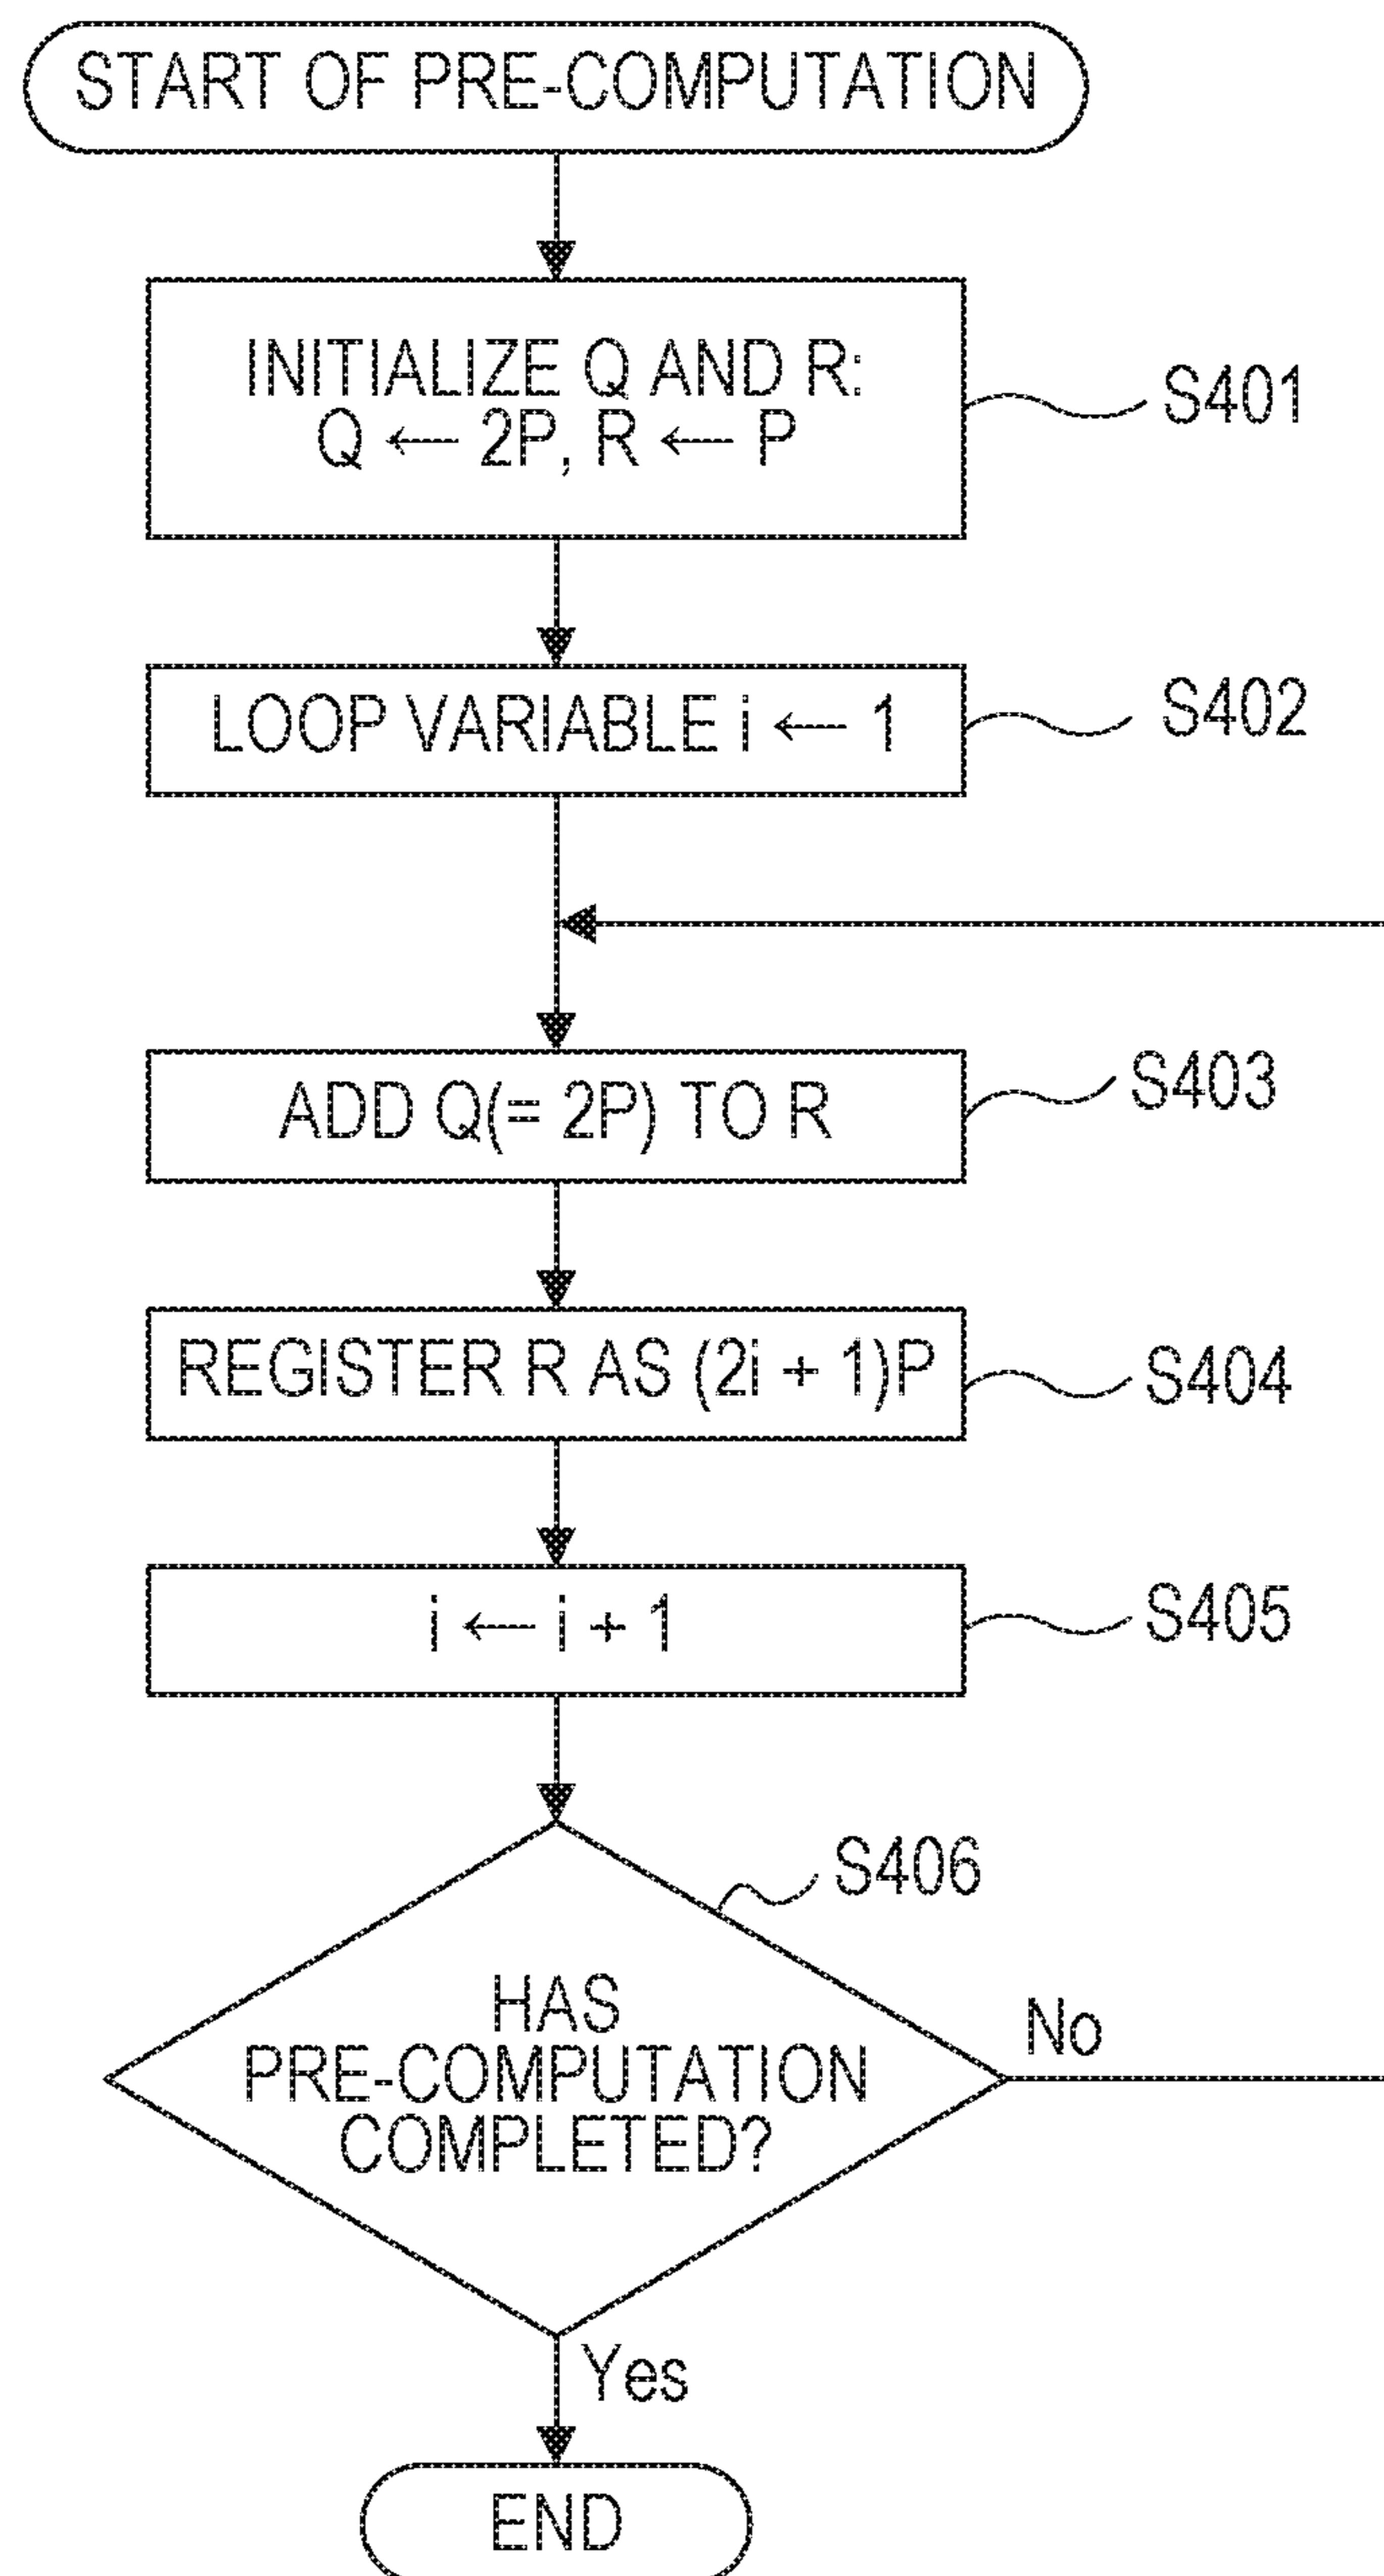 START OF PRE-COMPUTATION
INITIALIZE Q AND R:
Q ← 2P, R ← P
S401
LOOP VARIABLE i ← 1
S402
ADD Q(= 2P) TO R
S403
REGISTER R AS (2i + 1)P
S404
i ← i + 1
S405
S406
HAS
PRE-COMPUTATION
COMPLETED?
No
Yes
END